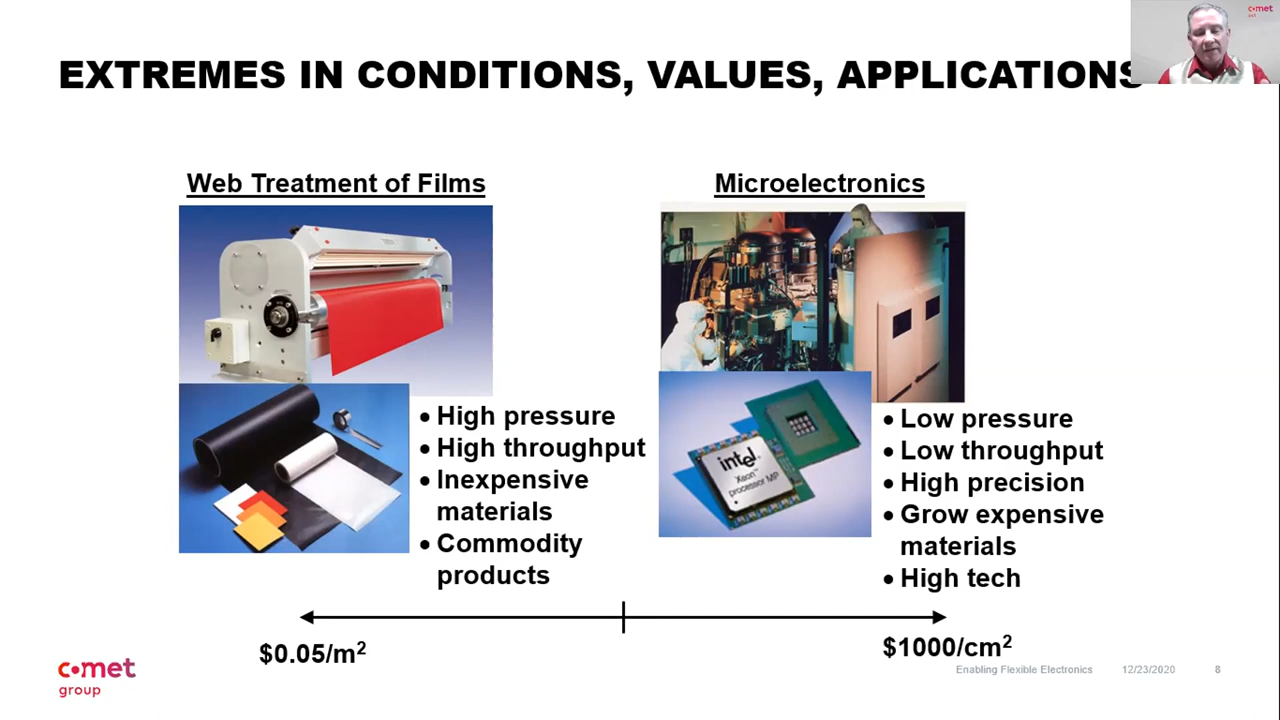 EXTREMES IN CONDITIONS, VALUES, APPLICATIONS
comet
Web Treatment of Films
Microelectronics
• High pressure
• High throughput
• Inexpensive
materials
• Commodity
products
intel
Xeon™
processor MP
• Low pressure
• Low throughput
• High precision
• Grow expensive
materials
• High tech
$0.05/m²
$1000/cm²
comet
group
Enabling Flexible Electronics 12/23/2020 8